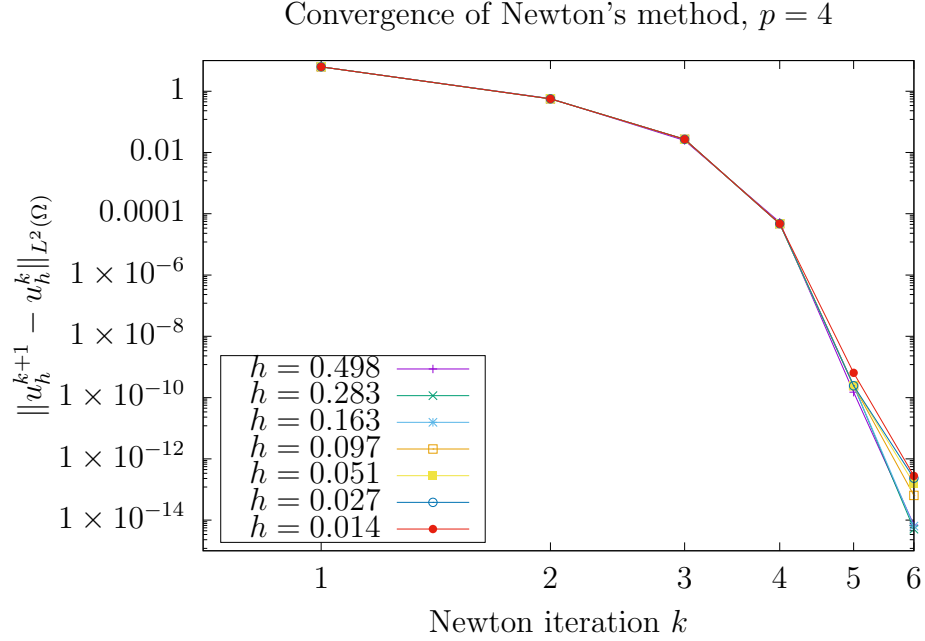 Convergence of Newton's method, p = 4
||u_h^{k+1} − u_h^k||_{L^2(Ω)}
1
0.01
0.0001
1 × 10^{−6}
1 × 10^{−8}
1 × 10^{−10}
1 × 10^{−12}
1 × 10^{−14}
h = 0.498
h = 0.283
h = 0.163
h = 0.097
h = 0.051
h = 0.027
h = 0.014
1 2 3 4 5 6
Newton iteration k